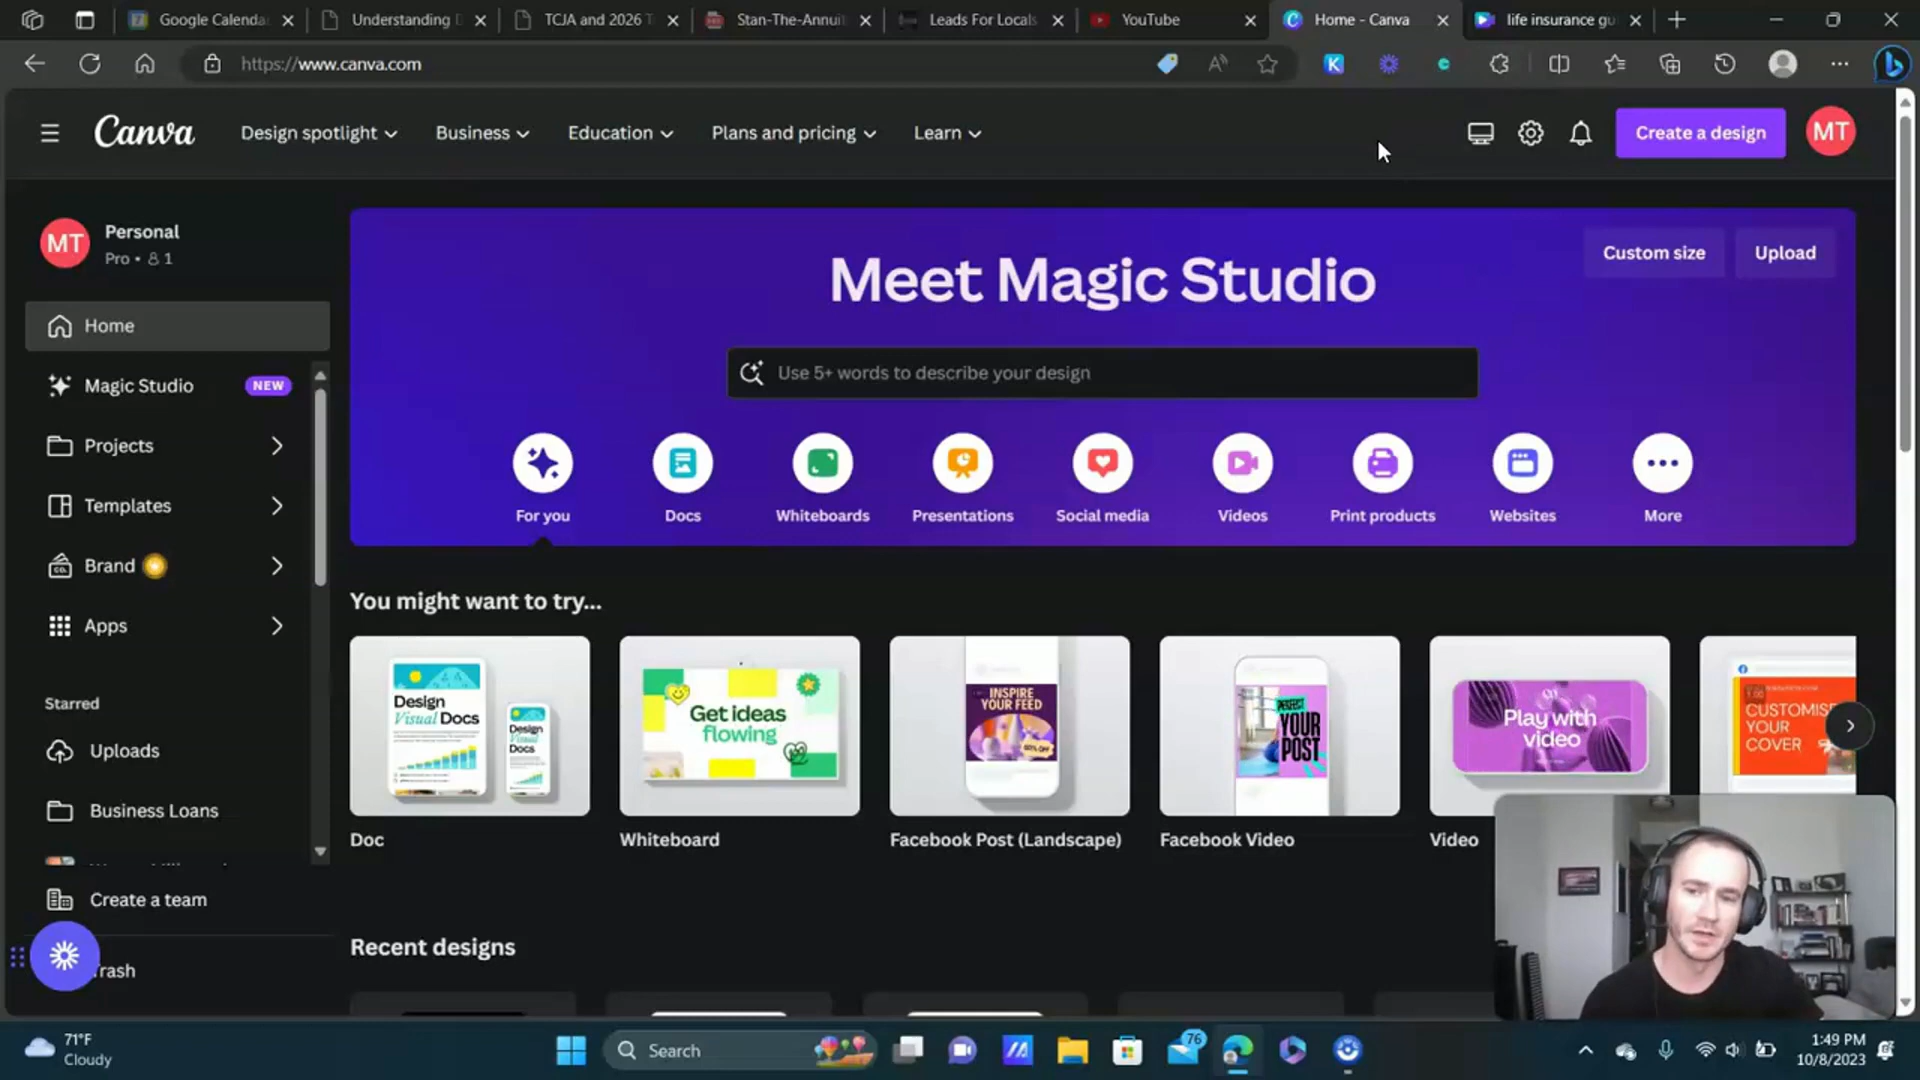 Google Calenda
Understanding
TCJA and 2026 T
Stan-The-Annuit
Leads For Locals
YouTube
Home - Canva
life insurance gu
https://www.canva.com
Canva
Design spotlight
Business
Education
Plans and pricing
Learn
Create a design
MT
MT
Personal
Pro • 1
Home
Magic Studio
NEW
Projects
Templates
Brand
Apps
Starred
Uploads
Business Loans
Create a team
Trash
Meet Magic Studio
Custom size
Upload
Use 5+ words to describe your design
For you
Docs
Whiteboards
Presentations
Social media
Videos
Print products
Websites
More
You might want to try...
Design
Visual Docs
Design
Visual
Docs
Get ideas
flowing
INSPIRE
YOUR FEED
PERFECT
YOUR
POST
Play with
video
CUSTOMISE
YOUR
COVER
Doc
Whiteboard
Facebook Post (Landscape)
Facebook Video
Video
Recent designs
71°F
Cloudy
Search
76
1:49 PM
10/8/2023